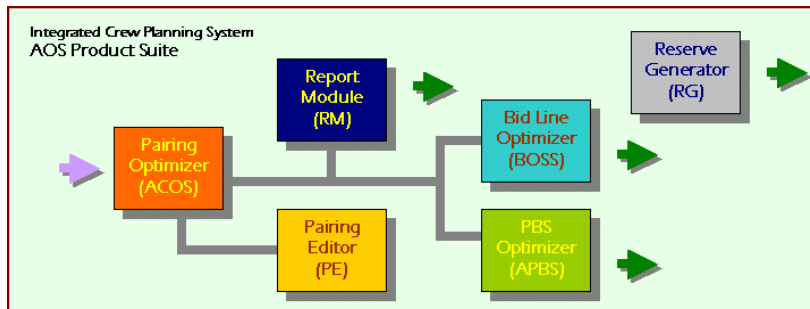 Integrated Crew Planning System
AOS Product Suite
Reserve
Generator
(RG)
Report
Module
(RM)
Bid Line
Optimizer
(BOSS)
Pairing
Optimizer
(ACOS)
Pairing
Editor
(PE)
PBS
Optimizer
(APBS)